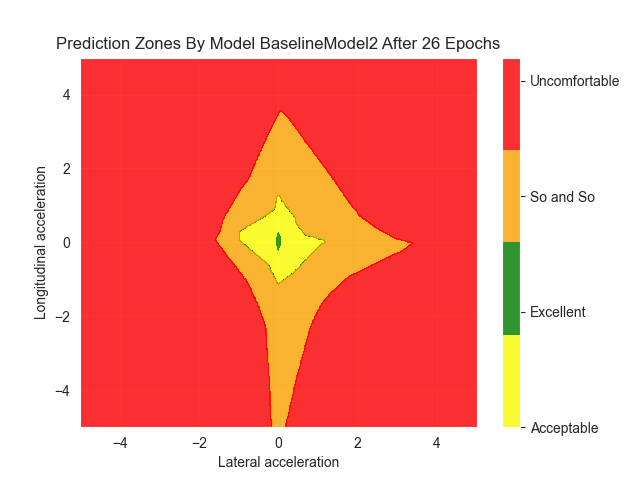 Prediction Zones By Model BaselineModel2 After 26 Epochs
Uncomfortable
So and So
Excellent
Acceptable
Longitudinal acceleration
4
2
0
−2
−4
−4
−2
0
2
4
Lateral acceleration